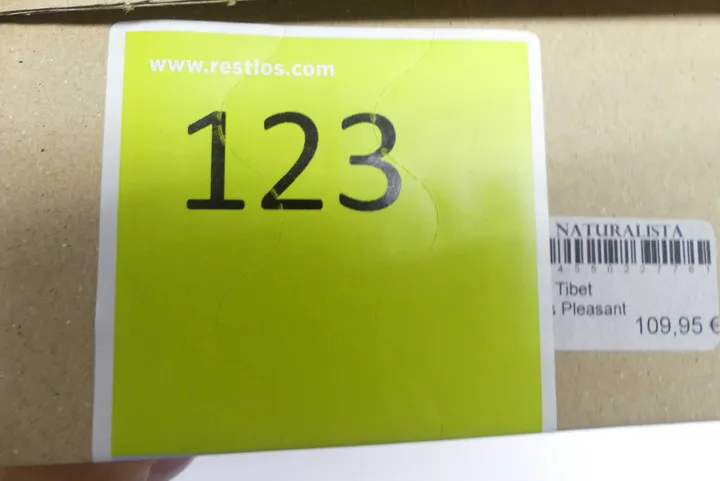 www.restlos.com
123
NATURALISTA
Tibet
Pleasant
109,95 €